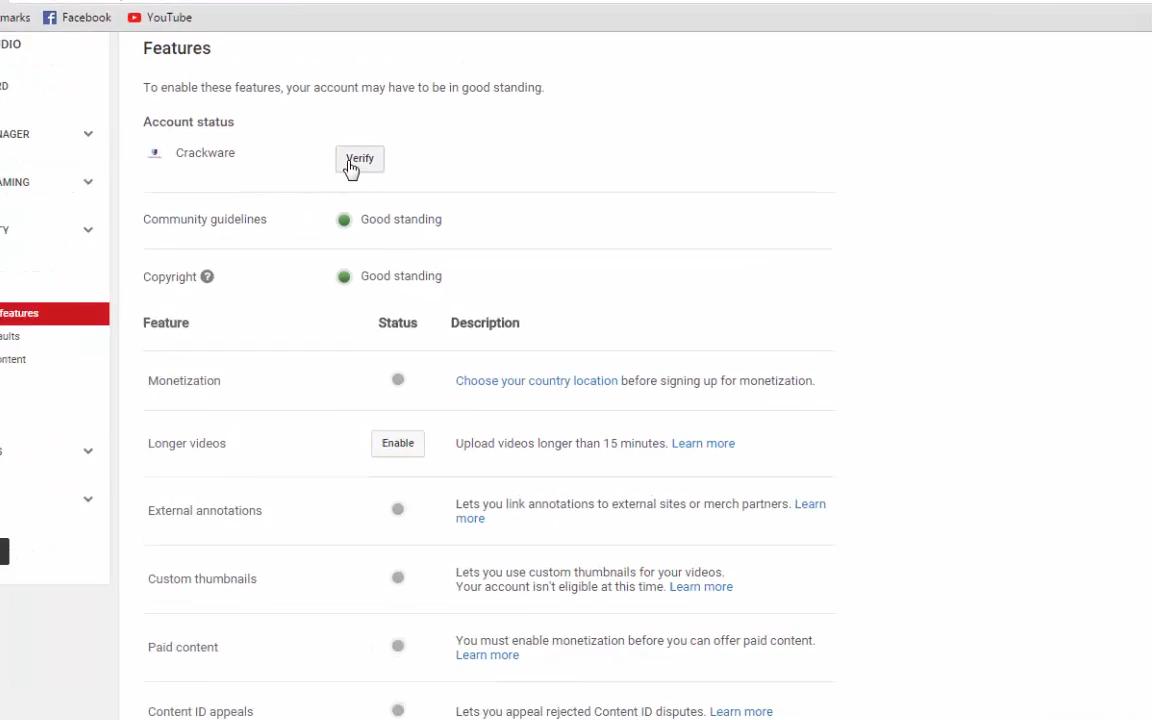 marks Facebook YouTube
DIO
RD
NAGER
AMING
TY
features
aults
ontent
S
Features
To enable these features, your account may have to be in good standing.
Account status
Crackware Verify
Community guidelines Good standing
Copyright ? Good standing
Feature Status Description
Monetization Choose your country location before signing up for monetization.
Longer videos Enable Upload videos longer than 15 minutes. Learn more
External annotations Lets you link annotations to external sites or merch partners. Learn
more
Custom thumbnails Lets you use custom thumbnails for your videos.
Your account isn't eligible at this time. Learn more
Paid content You must enable monetization before you can offer paid content.
Learn more
Content ID appeals Lets you appeal rejected Content ID disputes. Learn more